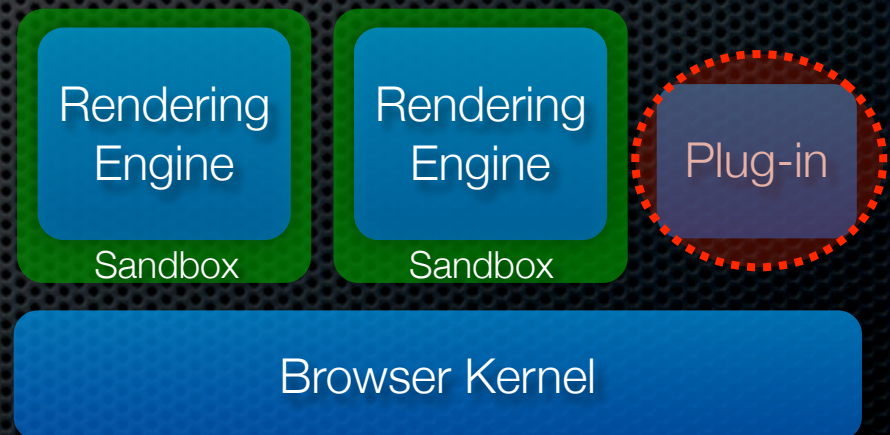 Rendering
Engine
Sandbox
Rendering
Engine
Sandbox
Plug-in
Browser Kernel